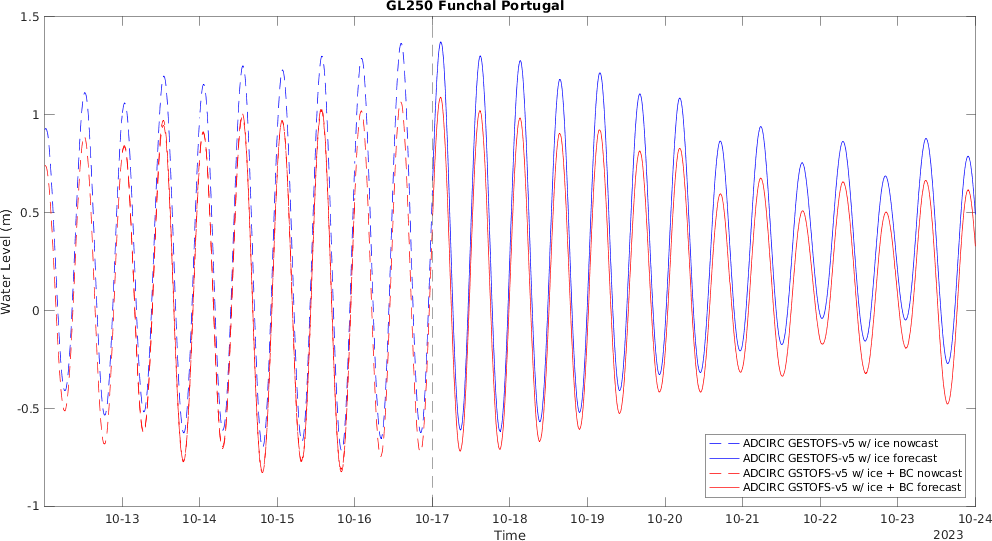 GL250 Funchal Portugal
1.5
1
0.5
0
-0.5
-1
Water Level (m)
ADCIRC GESTOFS-v5 w/ ice nowcast
ADCIRC GESTOFS-v5 w/ ice forecast
ADCIRC GSTOFS-v5 w/ ice + BC nowcast
ADCIRC GSTOFS-v5 w/ ice + BC forecast
10-13 10-14 10-15 10-16 10-17 10-18 10-19 10-20 10-21 10-22 10-23 10-24
Time 2023